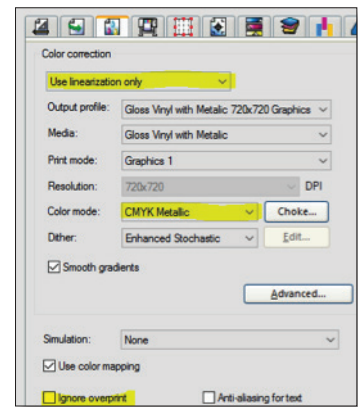 Color correction
Use linearization only
Output profile: Gloss Vinyl with Metalic 720x720 Graphics
Media: Gloss Vinyl with Metalic
Print mode: Graphics 1
Resolution: 720x720 DPI
Color mode: CMYK Metallic Choke...
Dither: Enhanced Stochastic Edit...
Smooth gradients
Advanced...
Simulation: None
Use color mapping
Ignore overprint Anti-aliasing for text